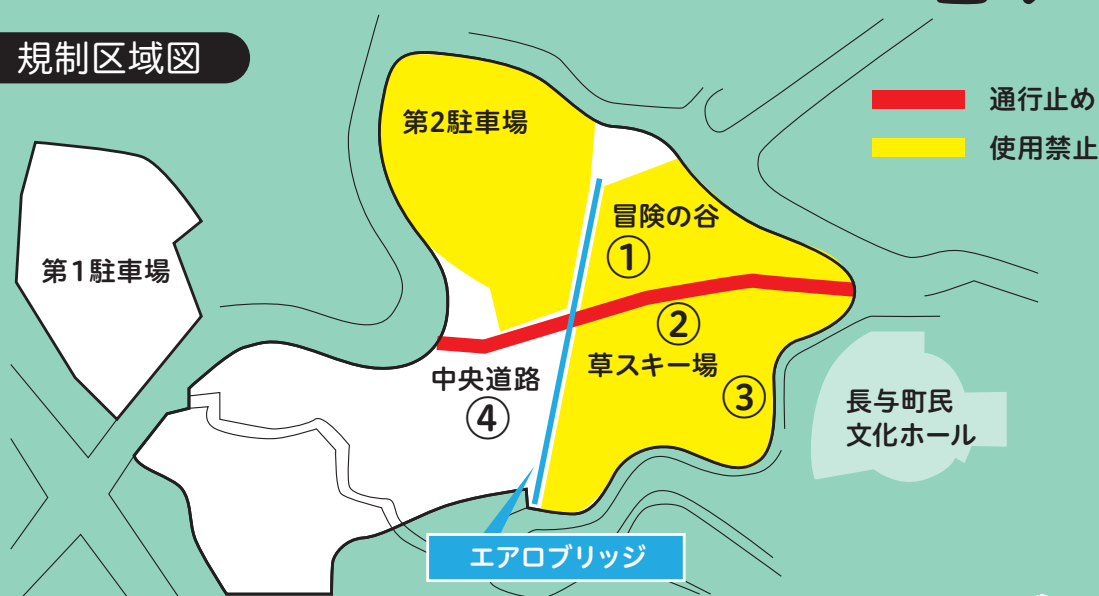 規制区域図
通行止め
使用禁止
第2駐車場
冒険の谷
①
第1駐車場
②
草スキー場
中央道路
③
④
長与町民
文化ホール
エアロブリッジ